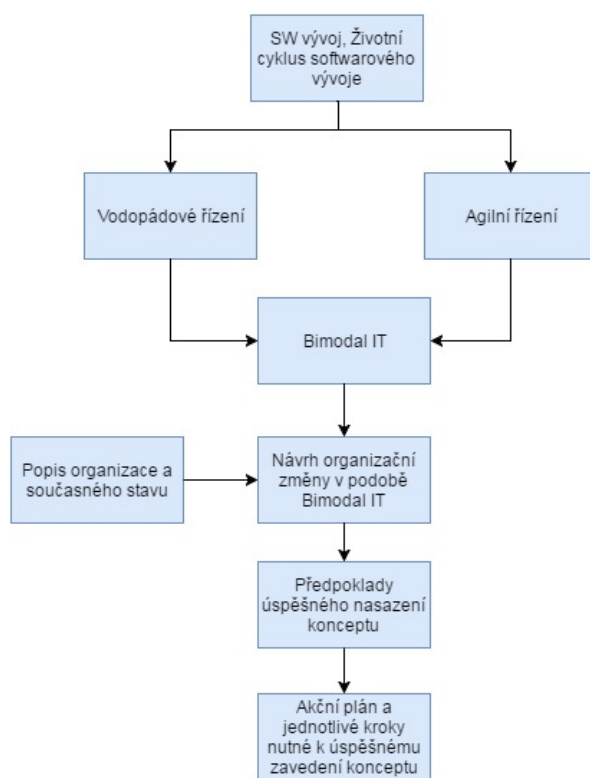 SW vývoj, Životní
cyklus softwarového
vývoje
Vodopádové řízení
Agilní řízení
Bimodal IT
Popis organizace a
současného stavu
Návrh organizační
změny v podobě
Bimodal IT
Předpoklady
úspěšného nasazení
konceptu
Akční plán a
jednotlivé kroky
nutné k úspěšnému
zavedení konceptu